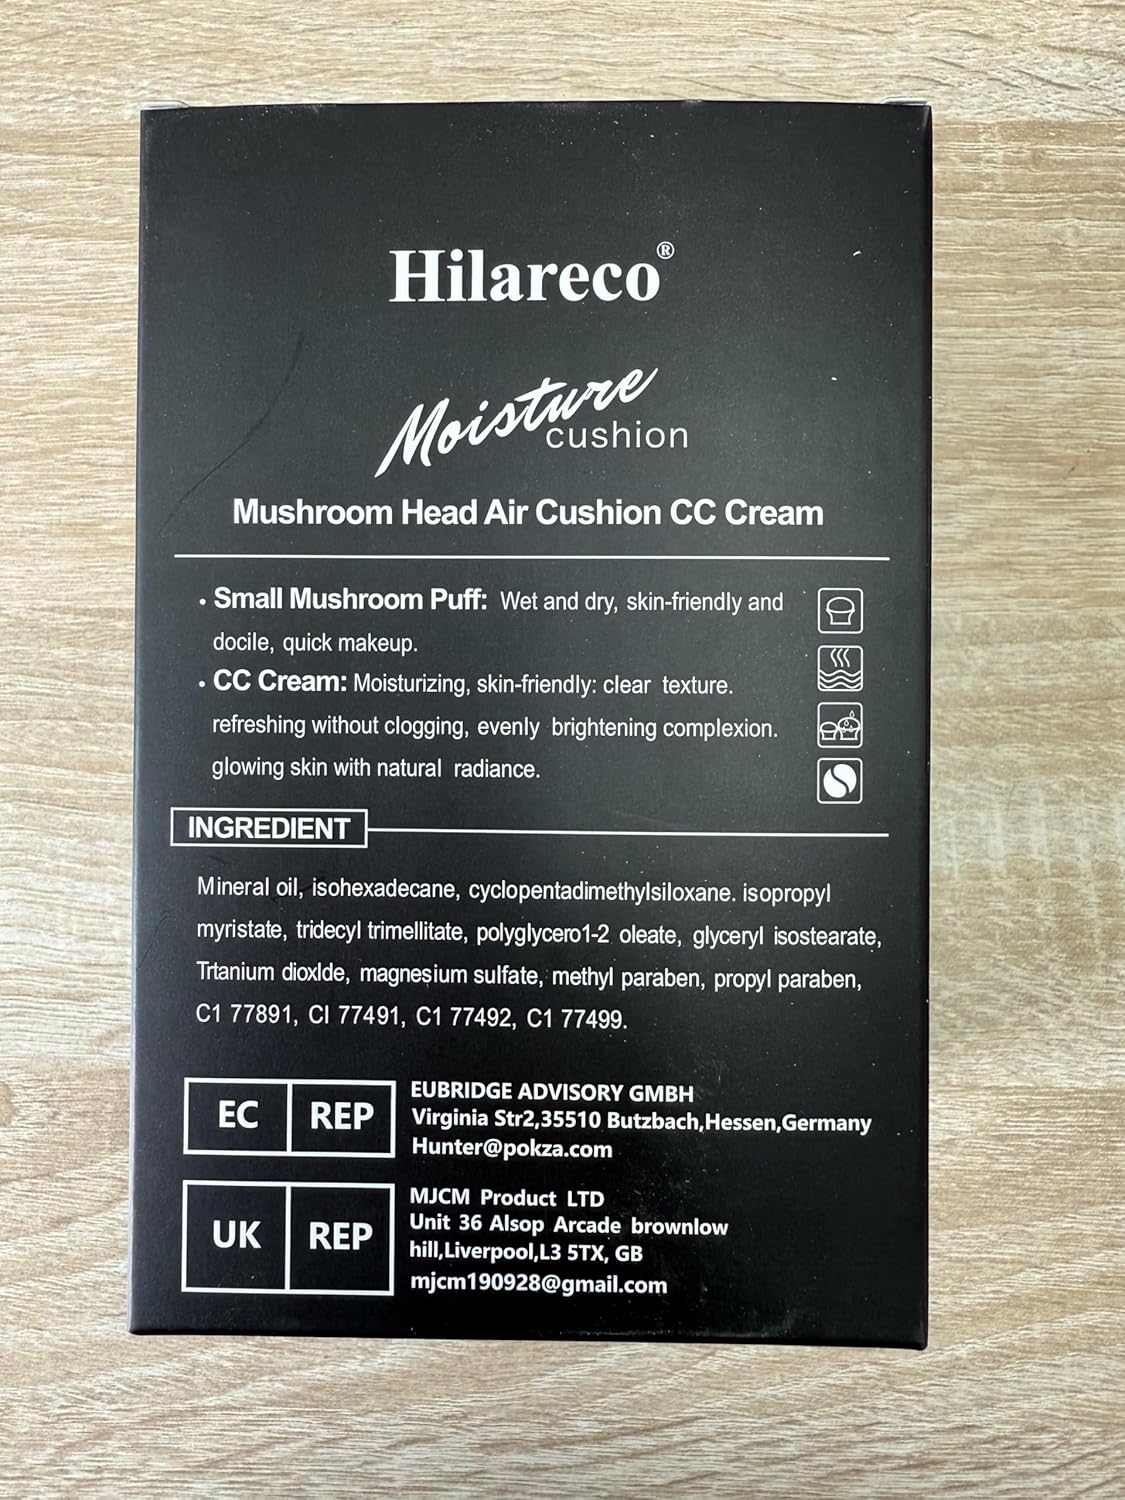 Hilareco®
Moisture
cushion
Mushroom Head Air Cushion CC Cream
• Small Mushroom Puff: Wet and dry, skin-friendly and
docile, quick makeup.
• CC Cream: Moisturizing, skin-friendly: clear texture.
refreshing without clogging, evenly brightening complexion.
glowing skin with natural radiance.
INGREDIENT
Mineral oil, isohexadecane, cyclopentadimethylsiloxane. isopropyl
myristate, tridecyl trimellitate, polyglycero1-2 oleate, glyceryl isostearate,
Trtanium dioxlde, magnesium sulfate, methyl paraben, propyl paraben,
C1 77891, CI 77491, C1 77492, C1 77499.
EC REP
EUBRIDGE ADVISORY GMBH
Virginia Str2,35510 Butzbach,Hessen,Germany
Hunter@pokza.com
UK REP
MJCM Product LTD
Unit 36 Alsop Arcade brownlow
hill,Liverpool,L3 5TX, GB
mjcm190928@gmail.com